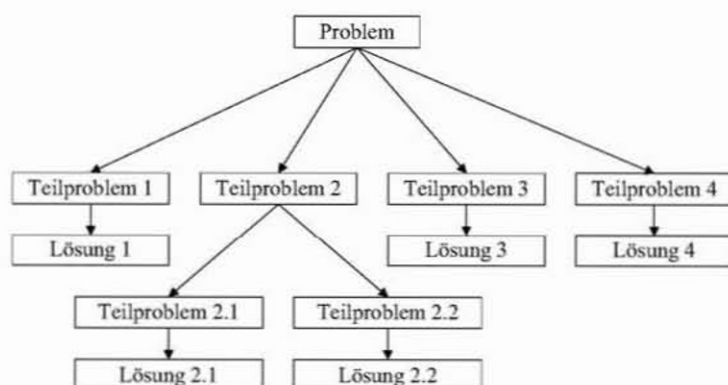 Problem
Teilproblem 1 Teilproblem 2 Teilproblem 3 Teilproblem 4
Lösung 1 Lösung 3 Lösung 4
Teilproblem 2.1 Teilproblem 2.2
Lösung 2.1 Lösung 2.2